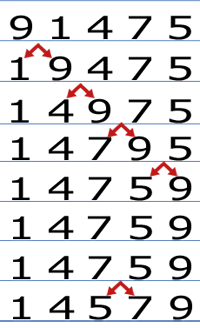 9 1 4 7 5
1 9 4 7 5
1 4 9 7 5
1 4 7 9 5
1 4 7 5 9
1 4 7 5 9
1 4 7 5 9
1 4 5 7 9